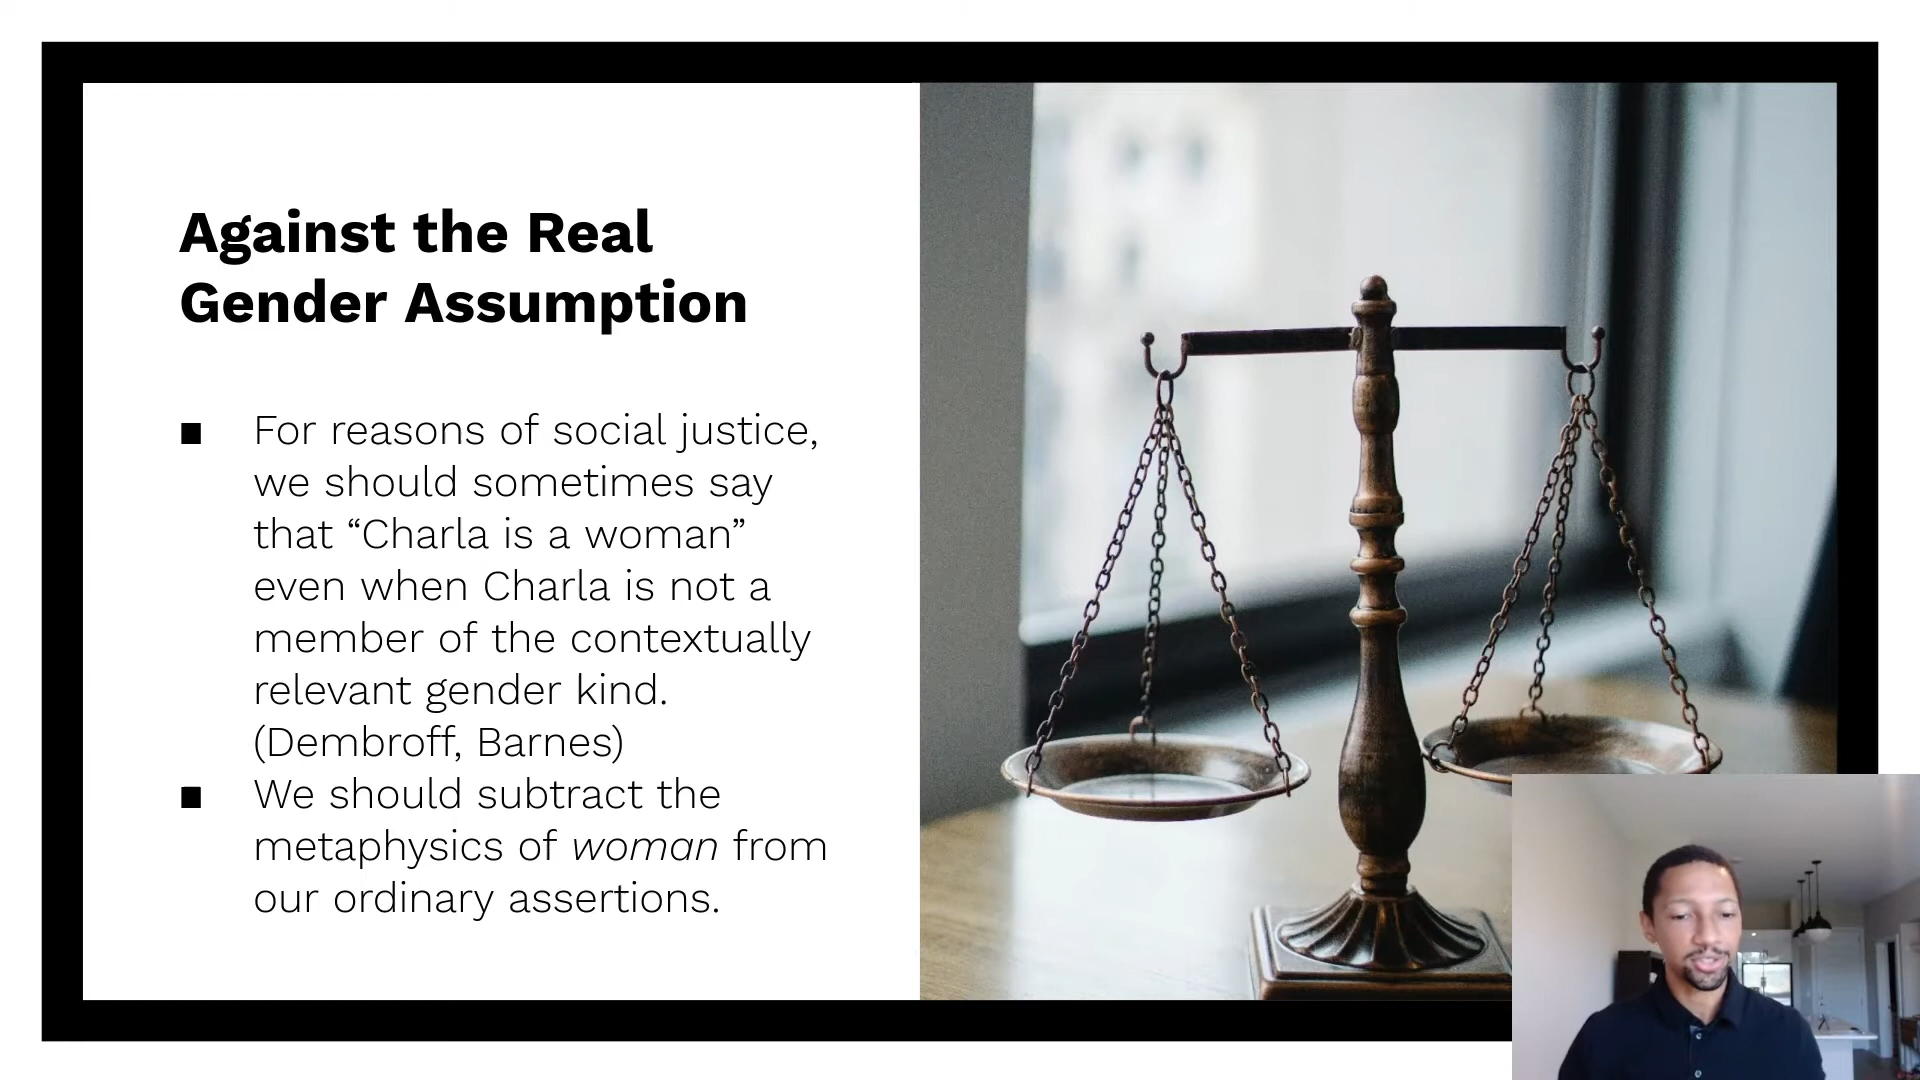 Against the Real
Gender Assumption
■ For reasons of social justice,
we should sometimes say
that “Charla is a woman”
even when Charla is not a
member of the contextually
relevant gender kind.
(Dembroff, Barnes)
■ We should subtract the
metaphysics of woman from
our ordinary assertions.